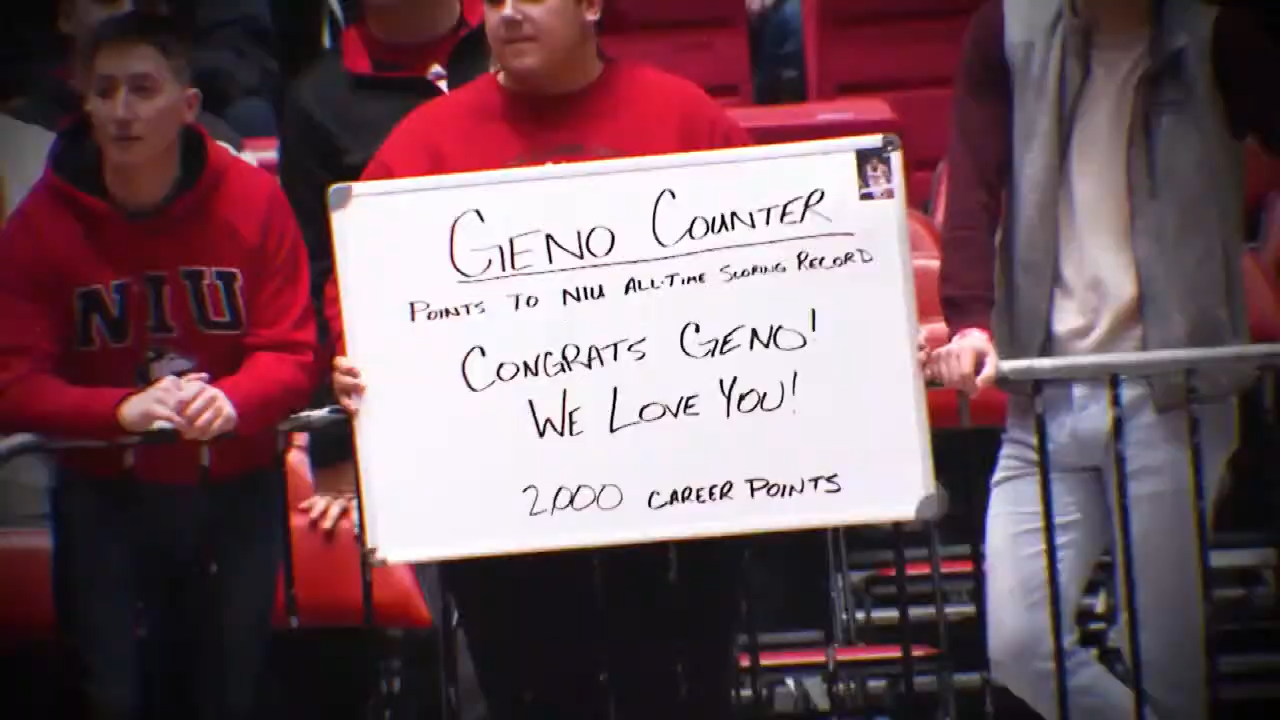 NIU
GENO COUNTER
POINTS TO NIU ALL-TIME SCORING RECORD
CONGRATS GENO!
WE LOVE YOU!
2,000 CAREER POINTS